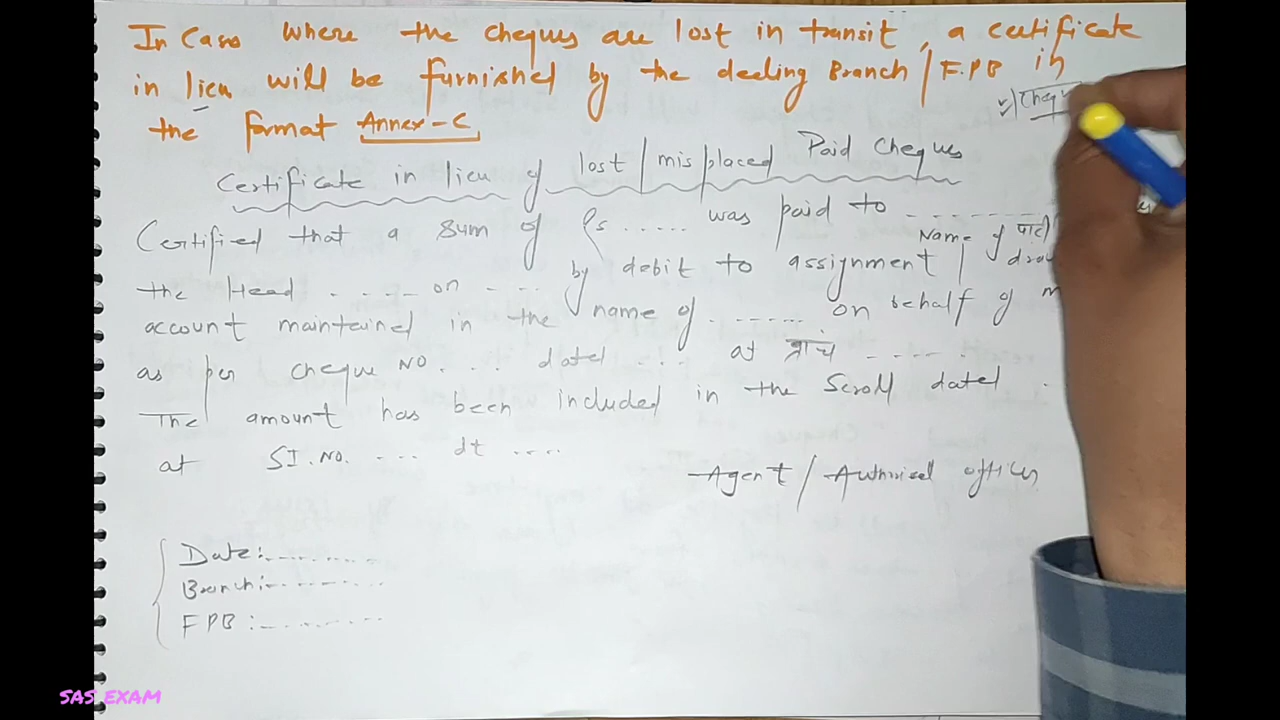 In Case where the cheques are lost in transit, a certificate
in lieu will be furnished by the dealing Branch / F.P.B in
the format Annex-C
Certificate in lieu of lost / misplaced Paid Cheques
Certified that a sum of Rs ..... was paid to - - - - - - -
Name of पार्टी
the Head - - - - on - - - - by debit to assignment /
account maintained in the name of . - - - - - on behalf of
as per cheque NO. . . . dated . . . at ब्रांच - - - - - .
The amount has been included in the Scroll dated .
at SI. NO. ... dt ....
Agent / Authorised officer
Date: - - - - - - - -
Branch: - - - - - - - -
FPB : - - - - - - - -
SAS EXAM